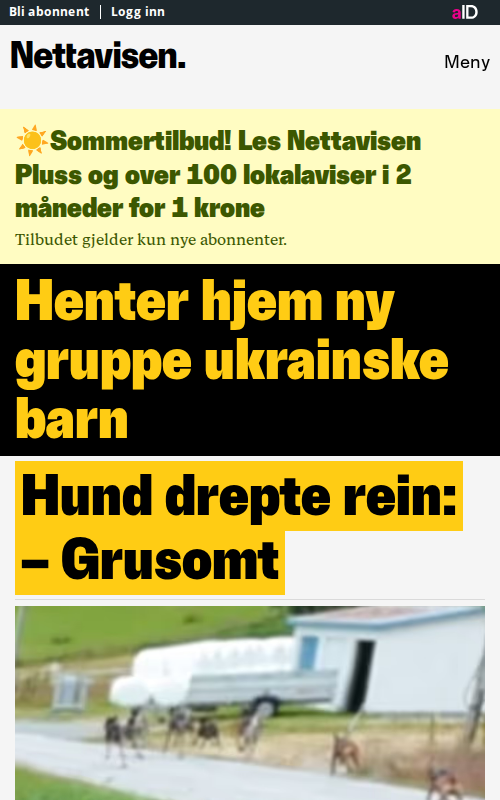 Bli abonnent | Logg inn
aID
Nettavisen.
Meny
☀️Sommertilbud! Les Nettavisen
Pluss og over 100 lokalaviser i 2
måneder for 1 krone
Tilbudet gjelder kun nye abonnenter.
Henter hjem ny
gruppe ukrainske
barn
Hund drepte rein:
– Grusomt